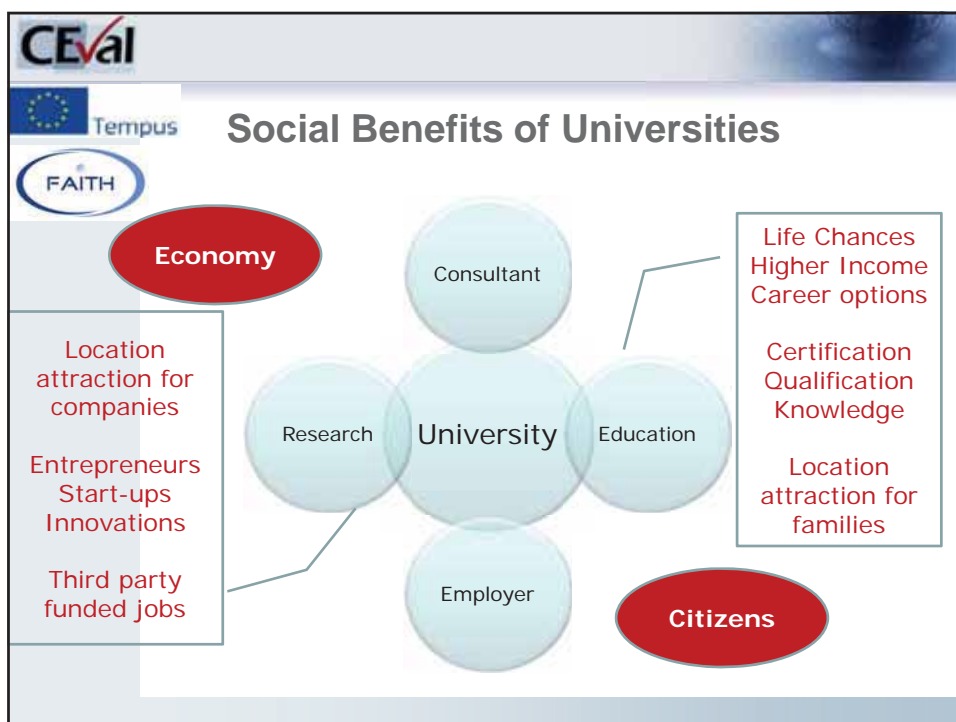 CEval
Tempus
FAITH
Social Benefits of Universities
Economy
Location
attraction for
companies
Entrepreneurs
Start-ups
Innovations
Third party
funded jobs
Consultant
Research
University
Education
Employer
Life Chances
Higher Income
Career options
Certification
Qualification
Knowledge
Location
attraction for
families
Citizens